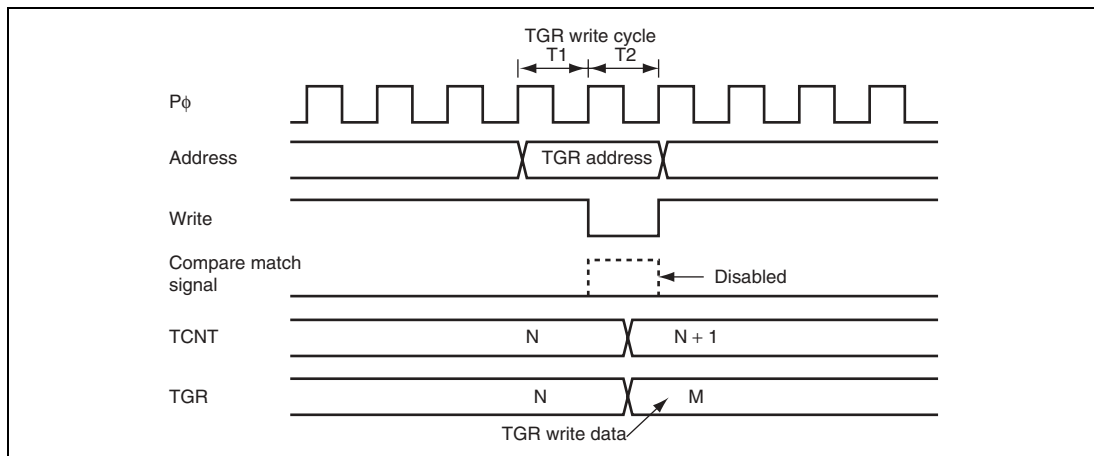 TGR write cycle
T1 T2
Pϕ
Address TGR address
Write
Compare match
signal
Disabled
TCNT N N + 1
TGR N M
TGR write data